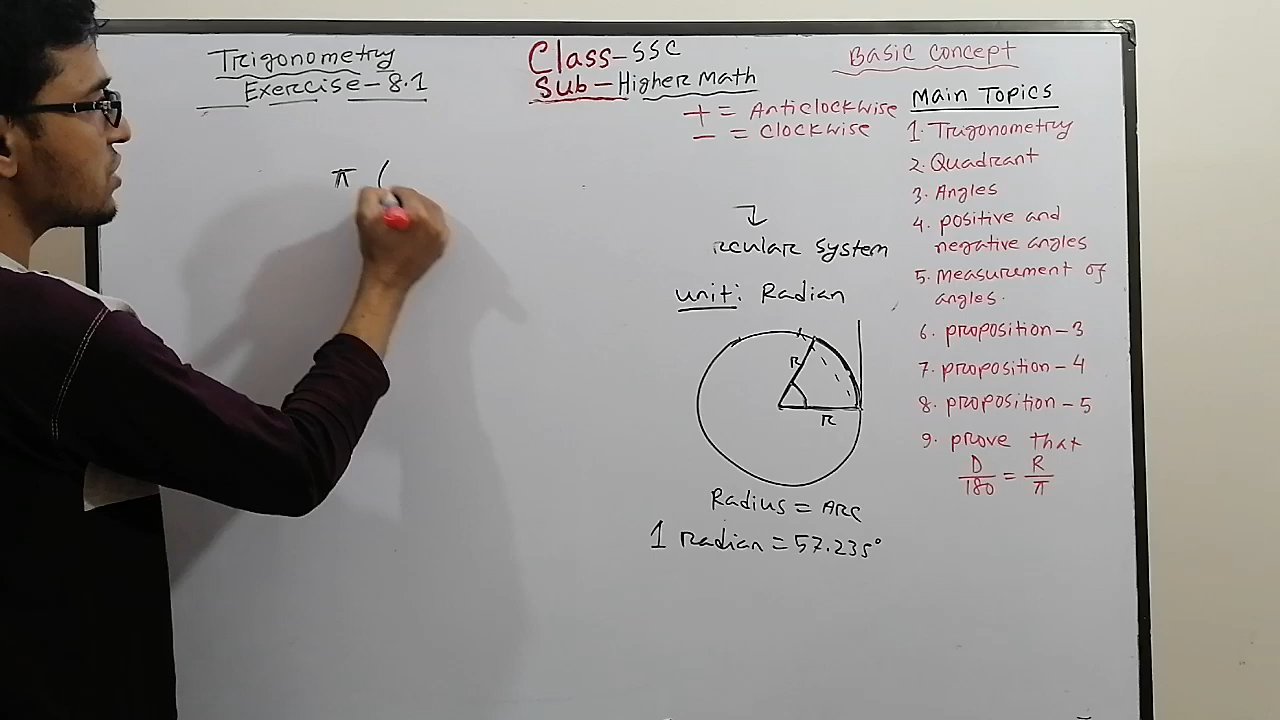 Trigonometry
Exercise - 8.1
Class - SSC
Sub - Higher Math
Basic Concept
+ = Anticlockwise
- = Clockwise
Main Topics
1. Trigonometry
2. Quadrant
3. Angles
4. positive and
negative angles
5. Measurement of
angles.
6. proposition - 3
7. proposition - 4
8. proposition - 5
9. prove that
D/180 = R/π
π (
rcular system
unit: Radian
R
R
Radius = Arc
1 radian = 57.235°